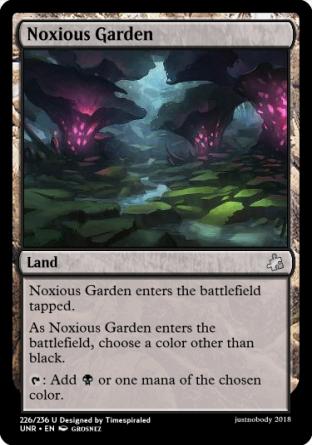 Noxious Garden
Land
Noxious Garden enters the battlefield
tapped.
As Noxious Garden enters the
battlefield, choose a color other than
black.
: Add or one mana of the chosen
color.
226/236 U Designed by Timespiraled
UNR • EN GROSNEZ
justnobody 2018